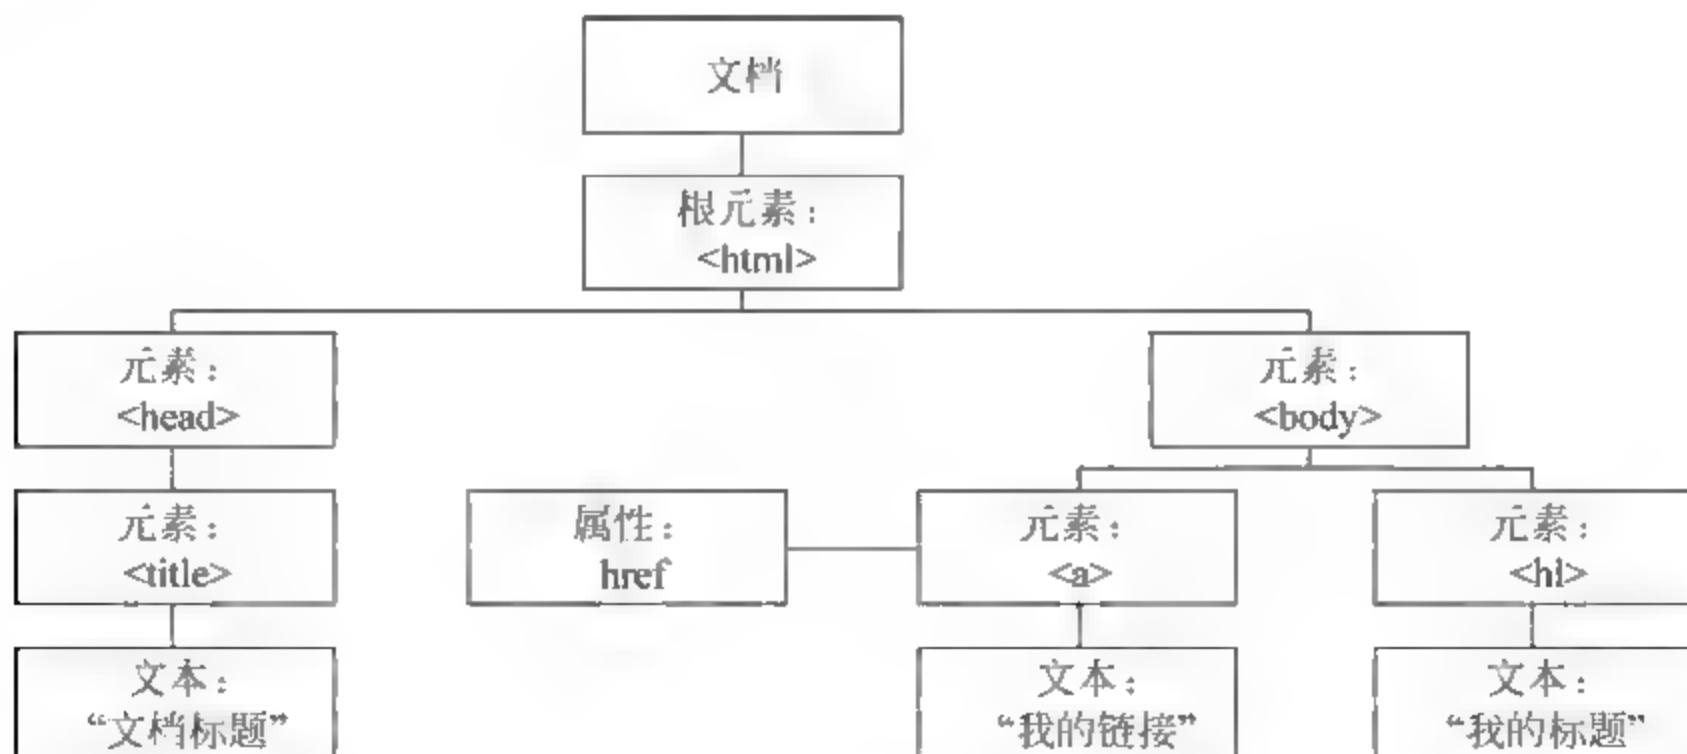 文档
根元素：
<html>
元素：
<head>
元素：
<body>
元素：
<title>
属性：
href
元素：
<a>
元素：
<hl>
文本：
“文档标题”
文本：
“我的链接”
文本：
“我的标题”